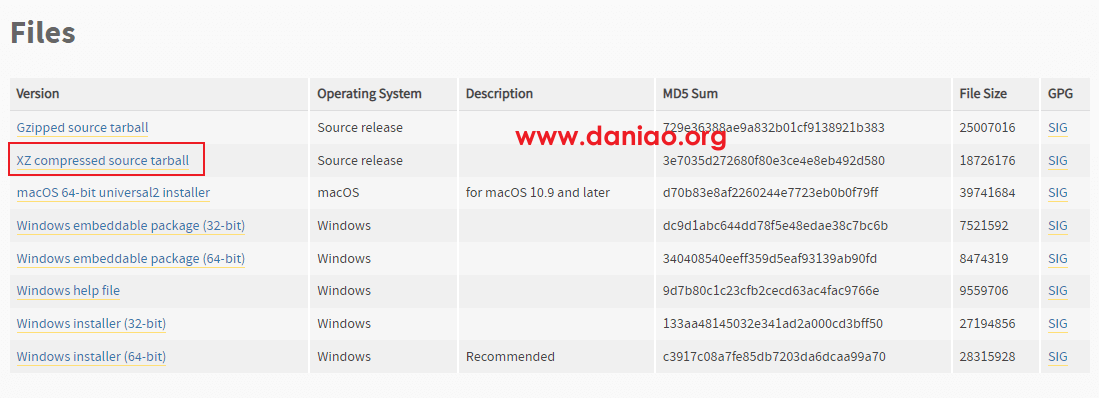 Files
Version Operating System Description MD5 Sum File Size GPG
Gzipped source tarball Source release 729e36388ae9a832b01cf9138921b383 25007016 SIG
www.daniao.org
XZ compressed source tarball Source release 3e7035d272680f80e3ce4e8eb492d580 18726176 SIG
macOS 64-bit universal2 installer macOS for macOS 10.9 and later d70b83e8af2260244e7723eb0b0f79ff 39741684 SIG
Windows embeddable package (32-bit) Windows dc9d1abc644dd78f5e48edae38c7bc6b 7521592 SIG
Windows embeddable package (64-bit) Windows 340408540eeff359d5eaf93139ab90fd 8474319 SIG
Windows help file Windows 9d7b80c1c23cfb2cecd63ac4fac9766e 9559706 SIG
Windows installer (32-bit) Windows 133aa48145032e341ad2a000cd3bff50 27194856 SIG
Windows installer (64-bit) Windows Recommended c3917c08a7fe85db7203da6dcaa99a70 28315928 SIG